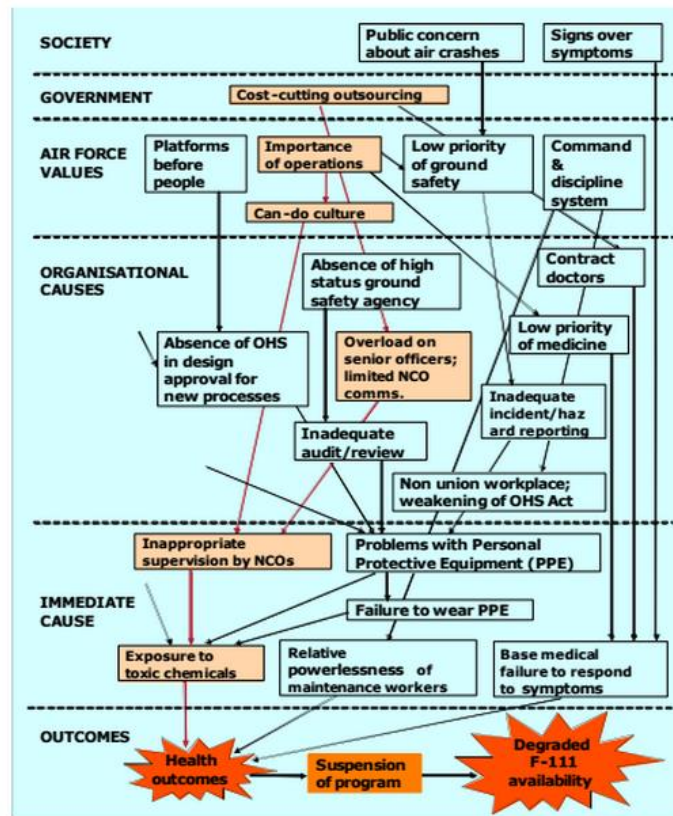 SOCIETY
Public concern
about air crashes
Signs over
symptoms
GOVERNMENT
Cost-cutting outsourcing
AIR FORCE
VALUES
Platforms
before
people
Importance
of operations
Low priority
of ground
safety
Command
&
discipline
system
Can-do culture
ORGANISATIONAL
CAUSES
Absence of high
status ground
safety agency
Contract
doctors
Absence of OHS
in design
approval for
new processes
Overload on
senior officers;
limited NCO
comms.
Low priority
of medicine
Inadequate
incident/haz
ard reporting
Inadequate
audit/review
Non union workplace;
weakening of OHS Act
IMMEDIATE
CAUSE
Inappropriate
supervision by NCOs
Problems with Personal
Protective Equipment (PPE)
Failure to wear PPE
Exposure to
toxic chemicals
Relative
powerlessness of
maintenance workers
Base medical
failure to respond
to symptoms
OUTCOMES
Health
outcomes
Suspension
of program
Degraded
F-111
availability